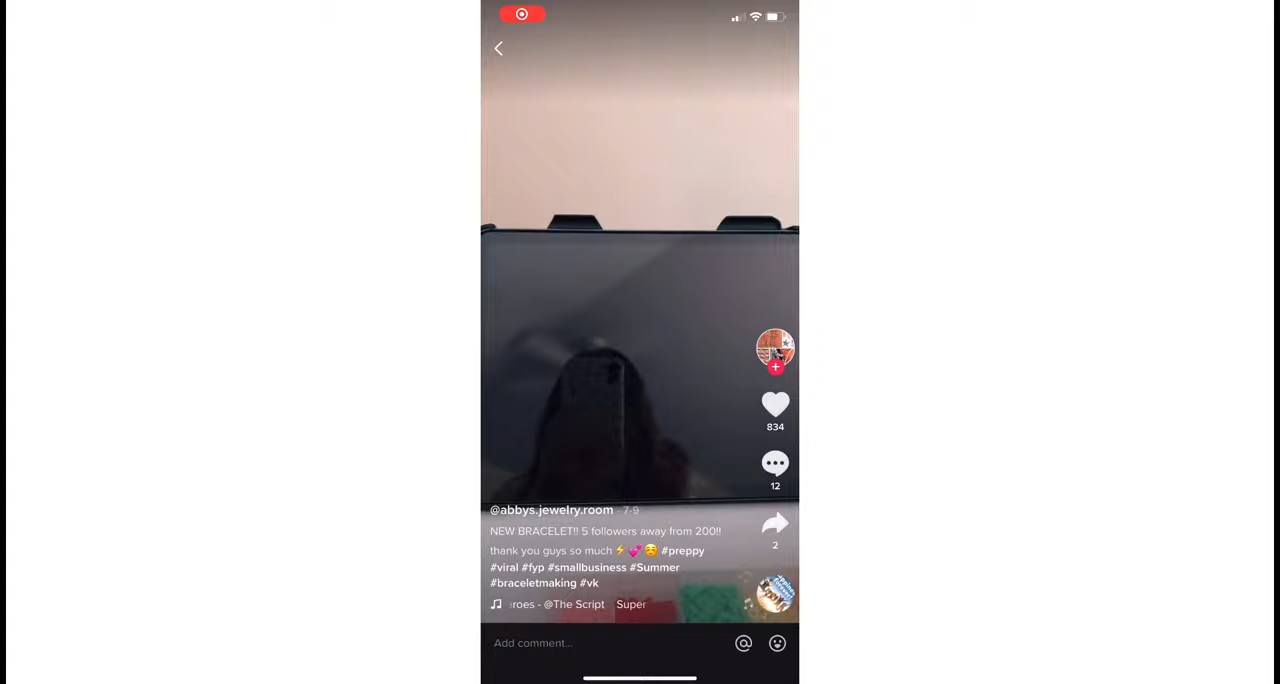 834
12
@abbys.jewelry.room · 7-9
NEW BRACELET!! 5 followers away from 200!!
thank you guys so much ⚡💞☺️ #preppy
#viral #fyp #smallbusiness #Summer
#braceletmaking #vk
2
roes - @The Script Super
Add comment...